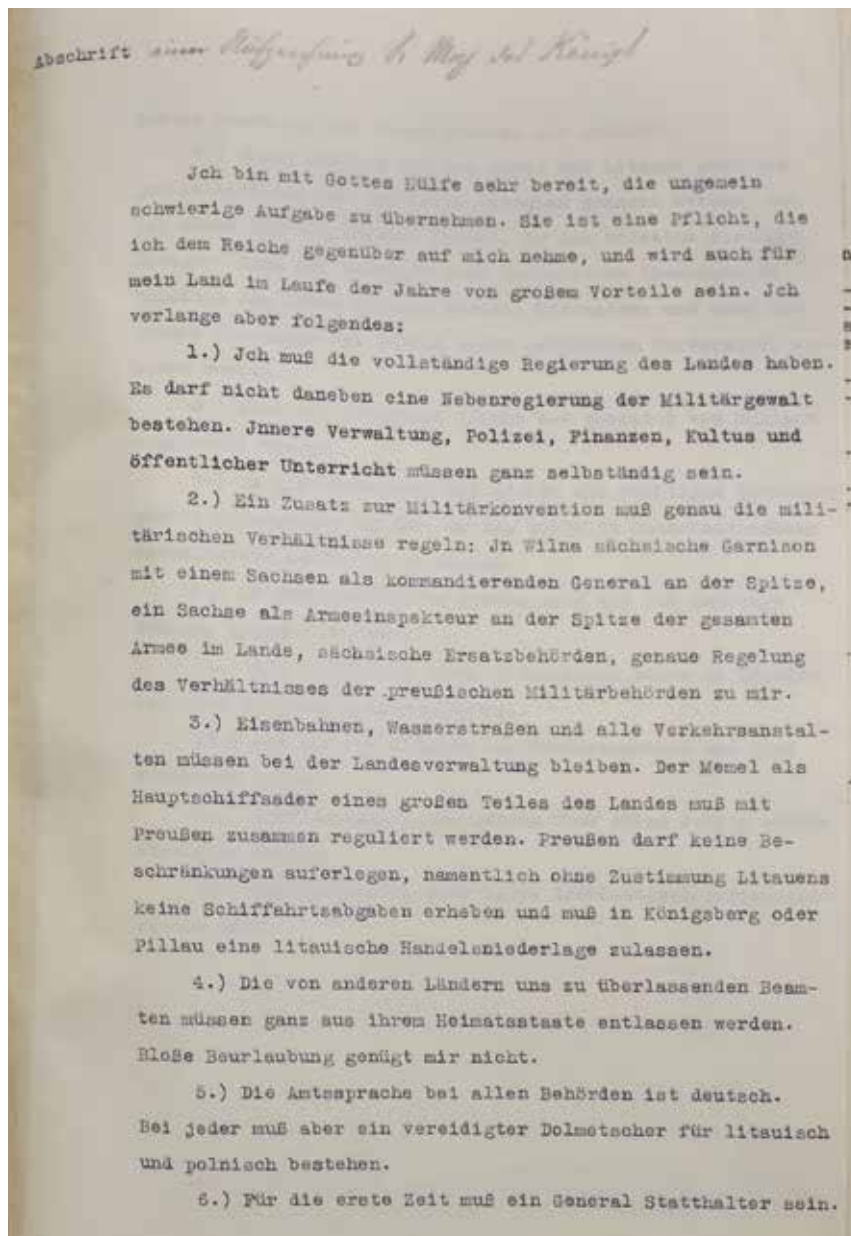 Abschrift einer Aufzeichnung Sr Maj des Königs
Jch bin mit Gottes Hülfe sehr bereit, die ungemein
schwierige Aufgabe zu übernehmen. Sie ist eine Pflicht, die
ich dem Reiche gegenüber auf mich nehme, und wird auch für
mein Land im Laufe der Jahre von großem Vorteile sein. Jch
verlange aber folgendes:
1.) Jch muß die vollständige Regierung des Landes haben.
Es darf nicht daneben eine Nebenregierung der Militärgewalt
bestehen. Jnnere Verwaltung, Polizei, Finanzen, Kultus und
öffentlicher Unterricht müssen ganz selbständig sein.
2.) Ein Zusatz zur Militärkonvention muß genau die mili-
tärischen Verhältnisse regeln: Jn Wilna sächsische Garnison
mit einem Sachsen als kommandierenden General an der Spitze,
ein Sachse als Armeeinspekteur an der Spitze der gesamten
Armee im Lande, sächsische Ersatzbehörden, genaue Regelung
des Verhältnisses der preußischen Militärbehörden zu mir.
3.) Eisenbahnen, Wasserstraßen und alle Verkehrsanstal-
ten müssen bei der Landesverwaltung bleiben. Der Memel als
Hauptschiffsader eines großen Teiles des Landes muß mit
Preußen zusammen reguliert werden. Preußen darf keine Be-
schränkungen auferlegen, namentlich ohne Zustimmung Litauens
keine Schiffahrtsabgaben erheben und muß in Königsberg oder
Pillau eine litauische Handelsniederlage zulassen.
4.) Die von anderen Ländern uns zu überlassenden Beam-
ten müssen ganz aus ihrem Heimatsstaate entlassen werden.
Bloße Beurlaubung genügt mir nicht.
5.) Die Amtssprache bei allen Behörden ist deutsch.
Bei jeder muß aber ein vereidigter Dolmetscher für litauisch
und polnisch bestehen.
6.) Für die erste Zeit muß ein General Statthalter sein.